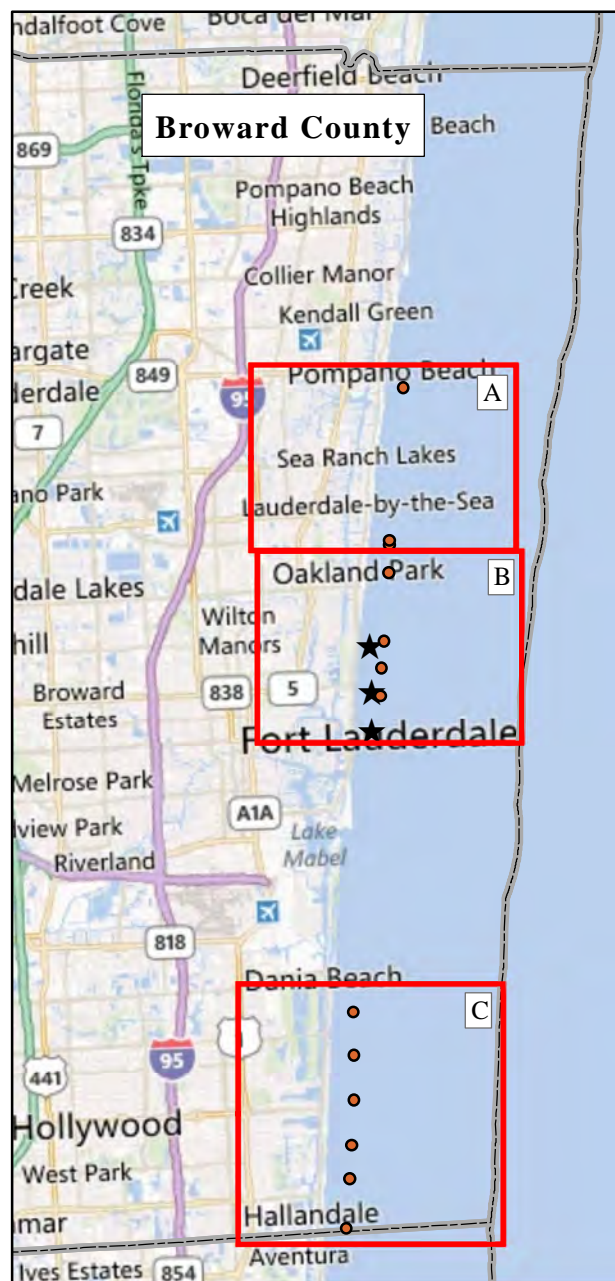 ndalfoot Cove
Boca del Mar
Deerfield Beach
Florida's Tpke
Broward County
Beach
869
Pompano Beach
Highlands
834
Collier Manor
Creek
Kendall Green
argate
849
Pompano Beach
derdale
95
A
7
Sea Ranch Lakes
ano Park
Lauderdale-by-the-Sea
dale Lakes
Oakland Park
B
hill
Wilton
Manors
Broward
Estates
838
5
Fort Lauderdale
Melrose Park
A1A
lview Park
Lake
Mabel
Riverland
818
Dania Beach
C
95
441
Hollywood
West Park
mar
Hallandale
Aventura
Ives Estates
854